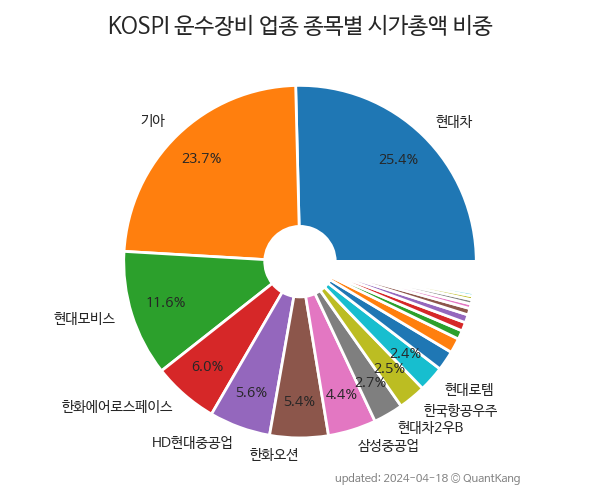 KOSPI 운수장비 업종 종목별 시가총액 비중
기아
현대차
23.7%
25.4%
11.6%
현대모비스
6.0%
2.4%
2.5%
2.7%
5.6%
4.4%
5.4%
현대로템
한화에어로스페이스
한국항공우주
현대차2우B
HD현대중공업
삼성중공업
한화오션
updated: 2024-04-18 © QuantKang